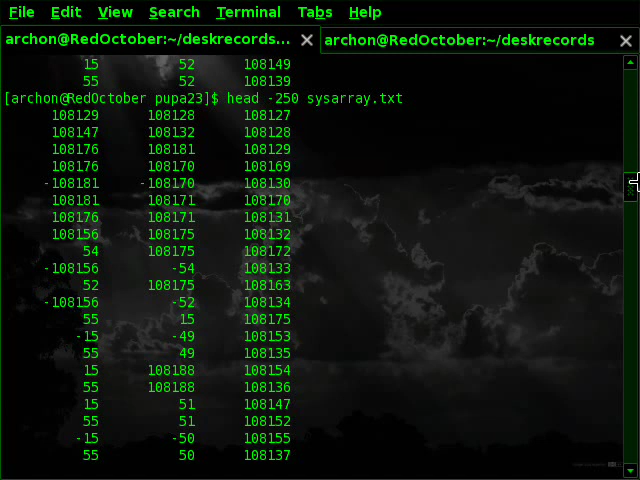 File Edit View Search Terminal Tabs Help
archon@RedOctober:~/deskrecords... archon@RedOctober:~/deskrecords
15 52 108149
55 52 108139
[archon@RedOctober pupa23]$ head -250 sysarray.txt
108129 108128 108127
108147 108132 108128
108176 108181 108129
108176 108170 108169
-108181 -108170 108130
108181 108171 108170
108176 108171 108131
108156 108175 108132
54 108175 108172
-108156 -54 108133
52 108175 108163
-108156 -52 108134
55 15 108175
-15 -49 108153
55 49 108135
15 108188 108154
55 108188 108136
15 51 108147
55 51 108152
-15 -50 108155
55 50 108137